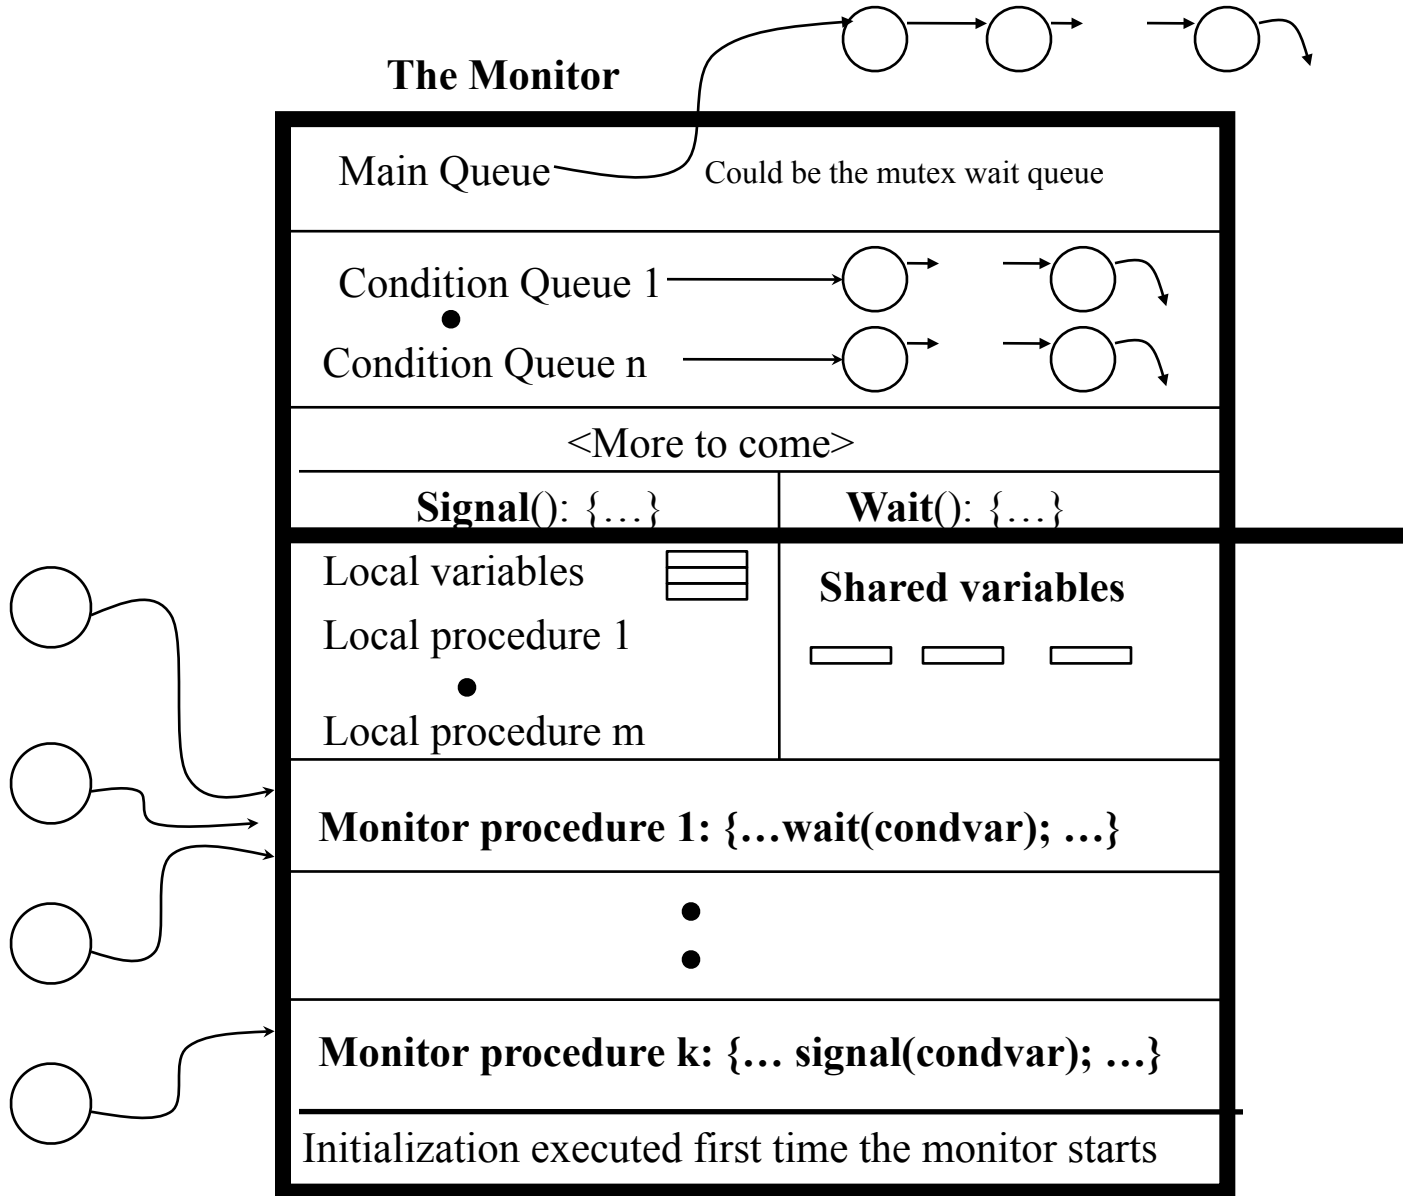 The Monitor
Main Queue
Could be the mutex wait queue
Condition Queue 1
Condition Queue n
<More to come>
Signal(): {…}
Wait(): {…}
Local variables
Shared variables
Local procedure 1
Local procedure m
Monitor procedure 1: {…wait(condvar); …}
Monitor procedure k: {… signal(condvar); …}
Initialization executed first time the monitor starts